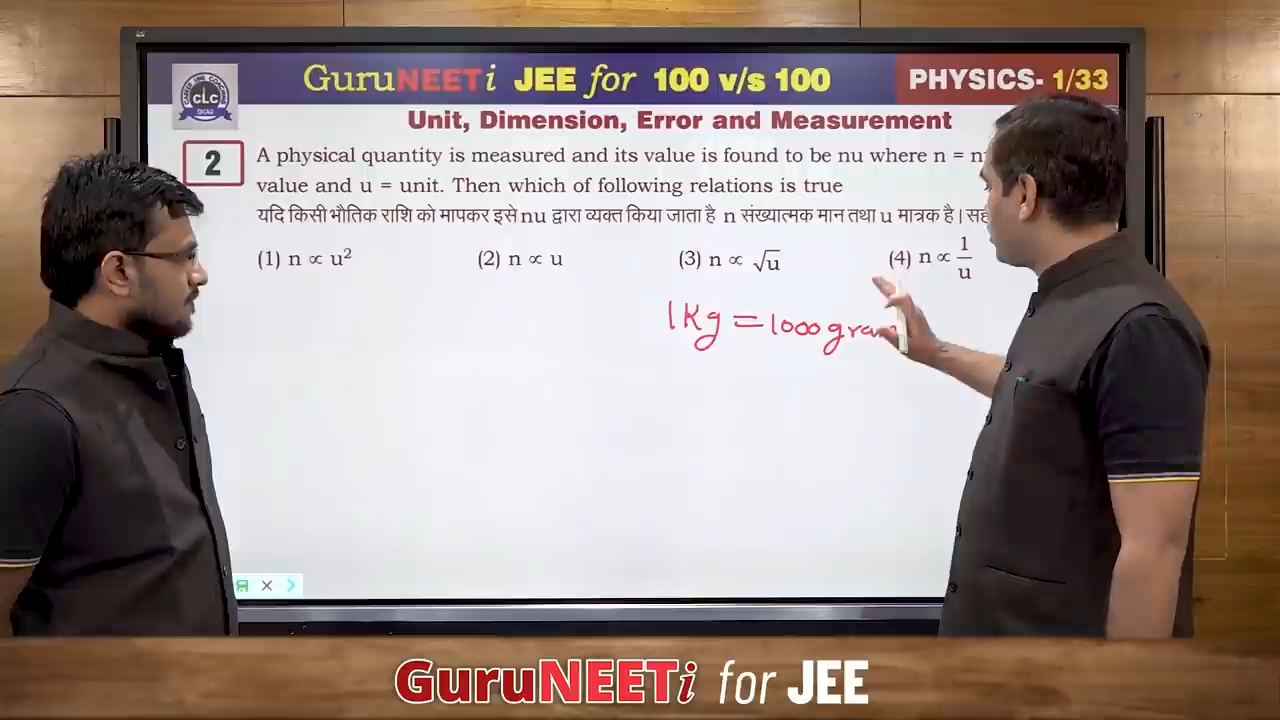 GuruNEETi JEE for 100 v/s 100
PHYSICS- 1/33
CLC
SIKAR
Unit, Dimension, Error and Measurement
2
A physical quantity is measured and its value is found to be nu where n =
value and u = unit. Then which of following relations is true
यदि किसी भौतिक राशि को मापकर इसे nu द्वारा व्यक्त किया जाता है n संख्यात्मक मान तथा u मात्रक है।
(1) n ∝ u² (2) n ∝ u (3) n ∝ √u (4) n ∝ 1/u
1Kg = 1000 gram
GuruNEETi for JEE